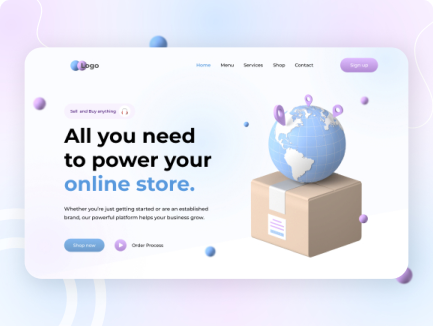 Logo
Home Menu Services Shop Contact
Sign up
Sell and Buy anything
All you need
to power your
online store.
Whether you're just getting started or are an established
brand, our powerful platform helps your business grow.
Shop now
Order Process